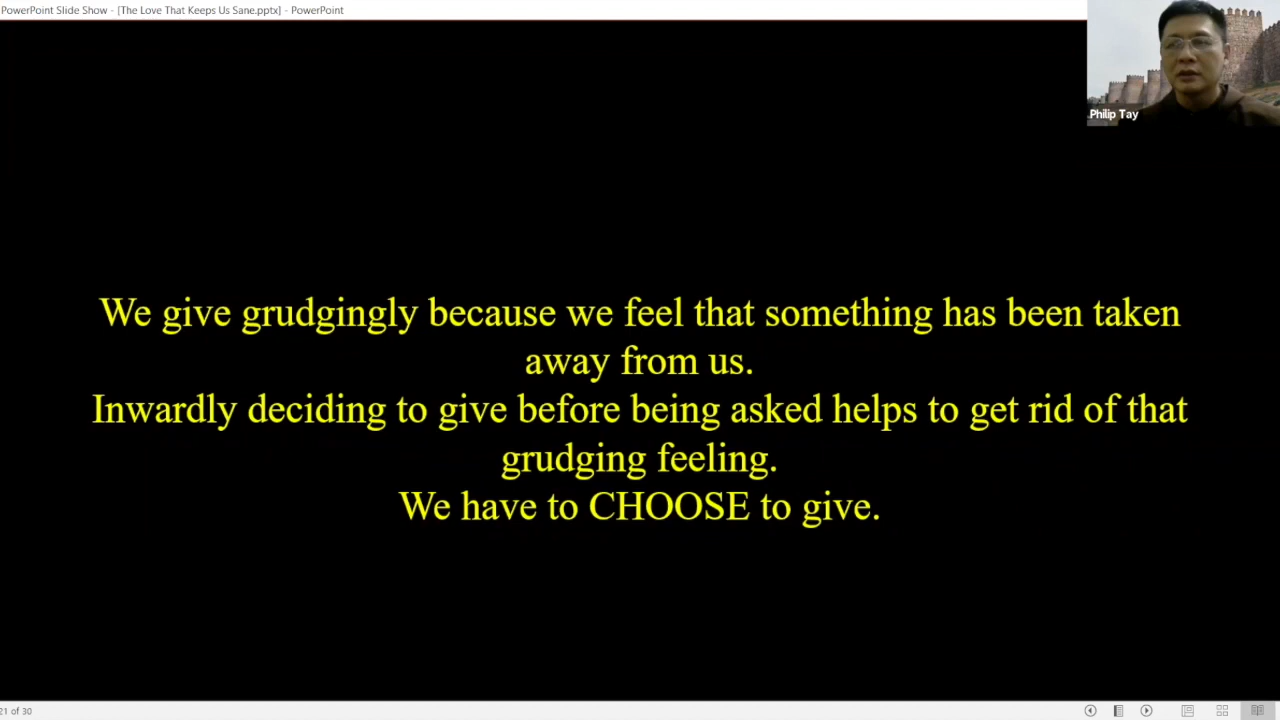 PowerPoint Slide Show - [The Love That Keeps Us Sane.pptx] - PowerPoint
Philip Tay
We give grudgingly because we feel that something has been taken
away from us.
Inwardly deciding to give before being asked helps to get rid of that
grudging feeling.
We have to CHOOSE to give.
21 of 30